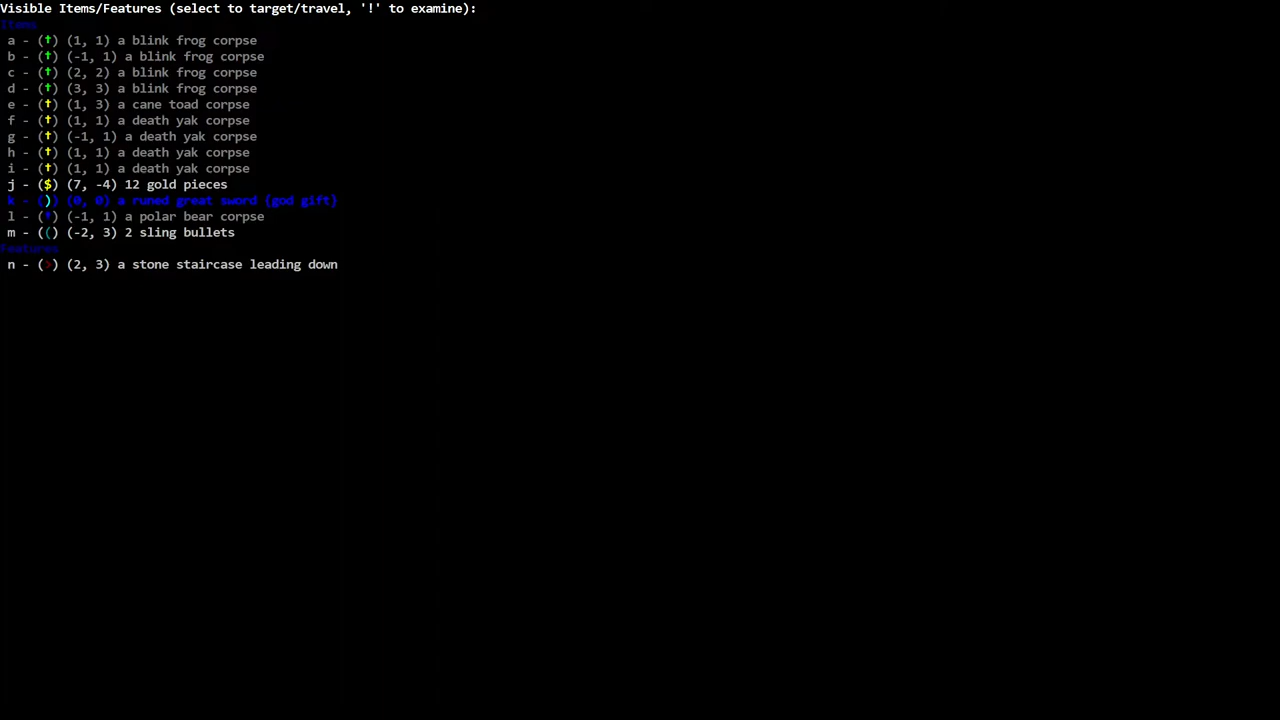 Visible Items/Features (select to target/travel, '!' to examine):
Items
a - (†) (1, 1) a blink frog corpse
b - (†) (-1, 1) a blink frog corpse
c - (†) (2, 2) a blink frog corpse
d - (†) (3, 3) a blink frog corpse
e - (†) (1, 3) a cane toad corpse
f - (†) (1, 1) a death yak corpse
g - (†) (-1, 1) a death yak corpse
h - (†) (1, 1) a death yak corpse
i - (†) (1, 1) a death yak corpse
j - ($) (7, -4) 12 gold pieces
k - ()) (0, 0) a runed great sword {god gift}
l - (†) (-1, 1) a polar bear corpse
m - (() (-2, 3) 2 sling bullets
Features
n - (>) (2, 3) a stone staircase leading down